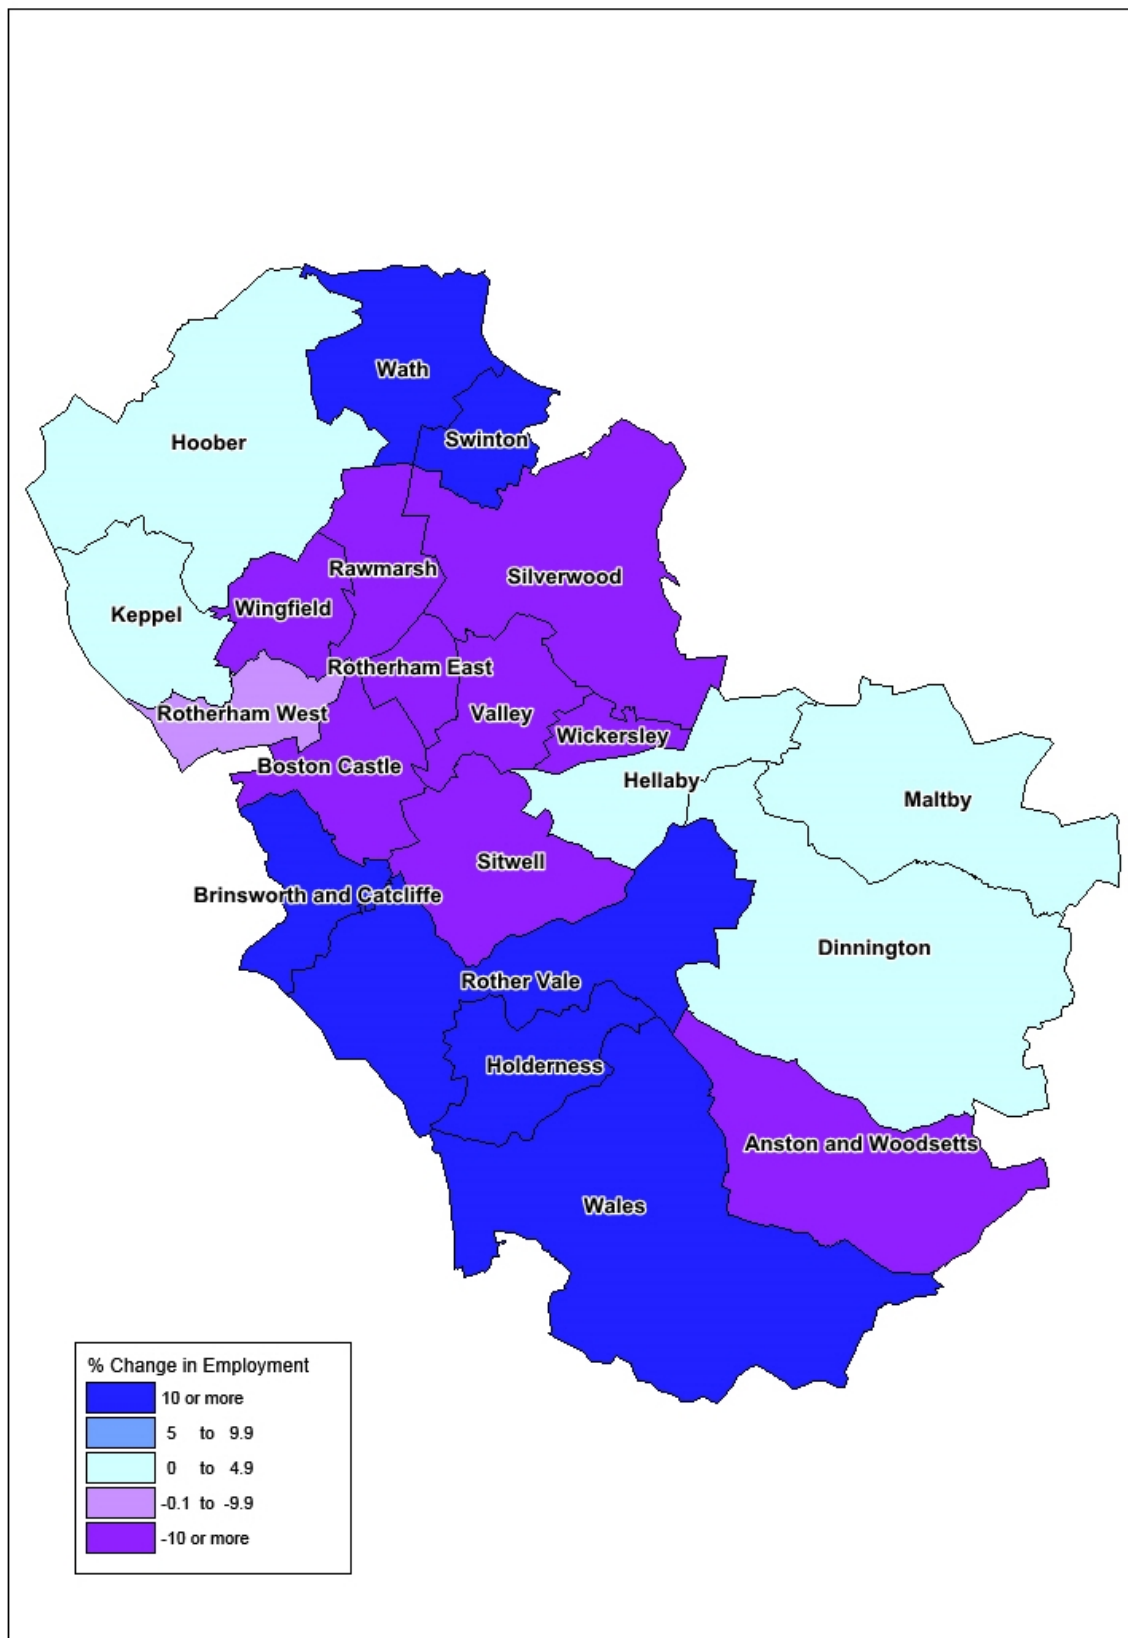 Wath
Swinton
Hoober
Rawmarsh
Silverwood
Wingfield
Keppel
Rotherham East
Rotherham West
Valley
Wickersley
Boston Castle
Hellaby
Maltby
Sitwell
Brinsworth and Catcliffe
Dinnington
Rother Vale
Holderness
Anston and Woodsetts
Wales
% Change in Employment
10 or more
5 to 9.9
0 to 4.9
-0.1 to -9.9
-10 or more